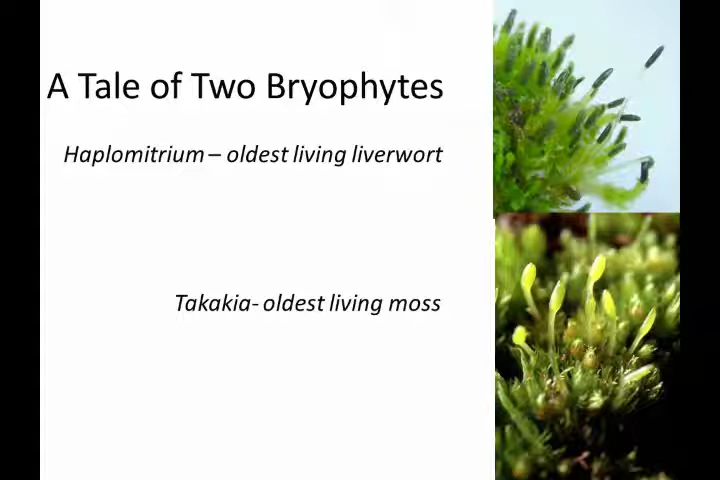 A Tale of Two Bryophytes
Haplomitrium – oldest living liverwort
Takakia- oldest living moss